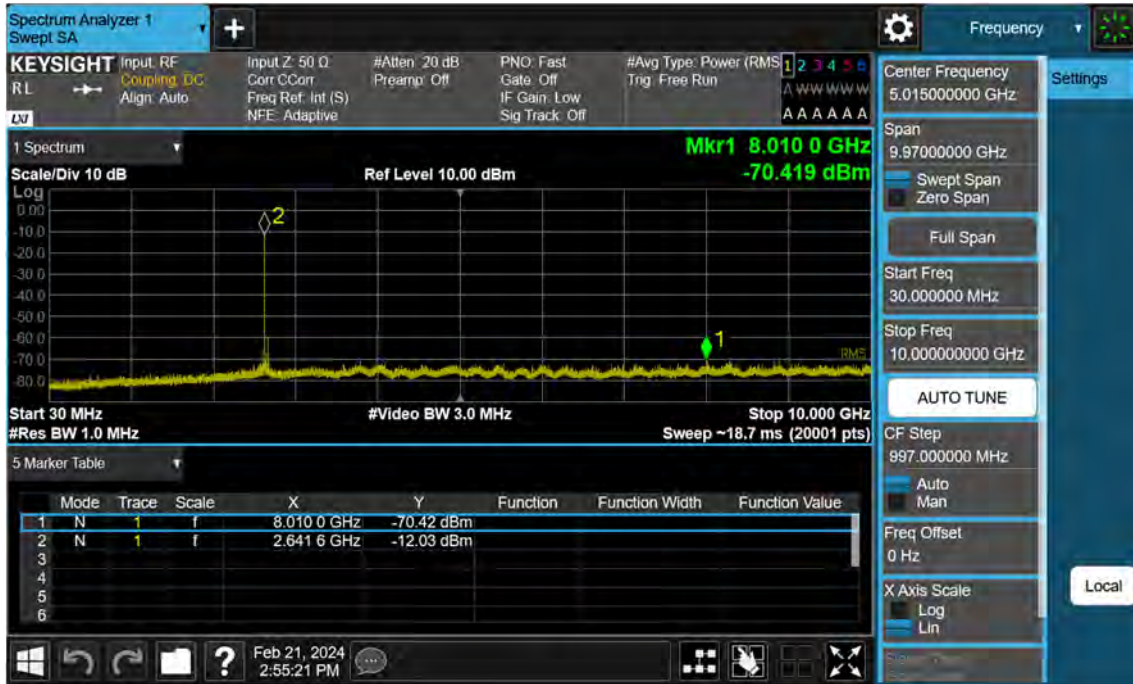 Spectrum Analyzer 1
Swept SA
Frequency
KEYSIGHT
RL
LXI
Input: RF
Coupling: DC
Align: Auto
Input Z: 50 Ω
Corr CCorr
Freq Ref: Int (S)
NFE: Adaptive
#Atten: 20 dB
Preamp: Off
PNO: Fast
Gate: Off
IF Gain: Low
Sig Track: Off
#Avg Type: Power (RMS
Trig: Free Run
1 2 3 4 5 6
A W W W W W
A A A A A A
Center Frequency
5.015000000 GHz
Settings
1 Spectrum
Mkr1 8.010 0 GHz
-70.419 dBm
Scale/Div 10 dB
Ref Level 10.00 dBm
Log
0.00
-10.0
-20.0
-30.0
-40.0
-50.0
-60.0
-70.0
-80.0
2
1
RMS
Start 30 MHz
#Video BW 3.0 MHz
Stop 10.000 GHz
#Res BW 1.0 MHz
Sweep ~18.7 ms (20001 pts)
Span
9.97000000 GHz
Swept Span
Zero Span
Full Span
Start Freq
30.000000 MHz
Stop Freq
10.000000000 GHz
AUTO TUNE
CF Step
997.000000 MHz
Auto
Man
Freq Offset
0 Hz
X Axis Scale
Log
Lin
Local
5 Marker Table
Mode Trace Scale X Y Function Function Width Function Value
1 N 1 f 8.010 0 GHz -70.42 dBm
2 N 1 f 2.641 6 GHz -12.03 dBm
3
4
5
6
?
Feb 21, 2024
2:55:21 PM